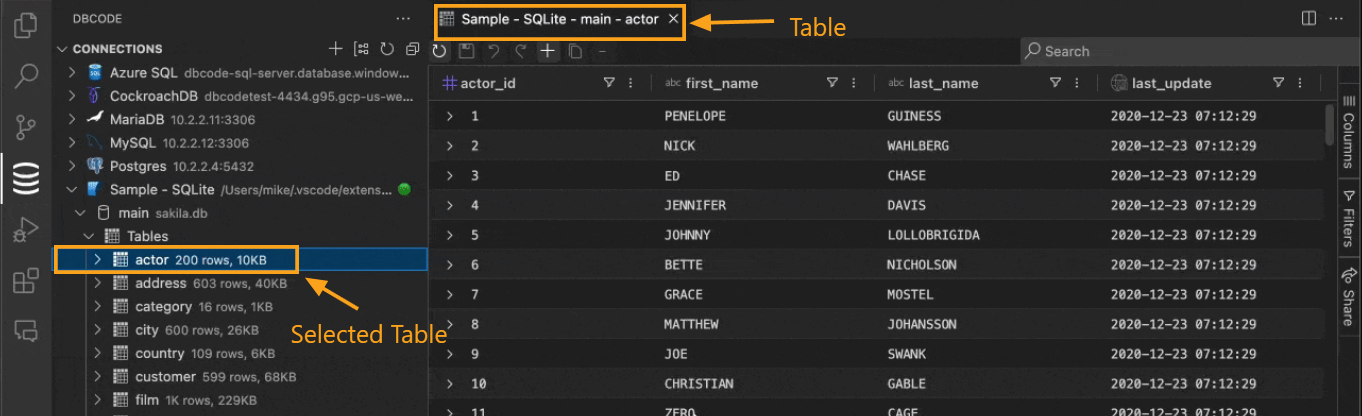 DBCODE
Sample - SQLite - main - actor
Table
CONNECTIONS
Search
Azure SQL dbcode-sql-server.database.window...
CockroachDB dbcodetest-4434.g95.gcp-us-we...
MariaDB 10.2.2.11:3306
MySQL 10.2.2.12:3306
Postgres 10.2.2.4:5432
Sample - SQLite /Users/mike/.vscode/extens...
main sakila.db
Tables
actor 200 rows, 10KB
address 603 rows, 40KB
category 16 rows, 1KB
city 600 rows, 26KB
country 109 rows, 6KB
customer 599 rows, 68KB
film 1K rows, 229KB
Selected Table
actor_id abc first_name abc last_name last_update
1 PENELOPE GUINESS 2020-12-23 07:12:29
2 NICK WAHLBERG 2020-12-23 07:12:29
3 ED CHASE 2020-12-23 07:12:29
4 JENNIFER DAVIS 2020-12-23 07:12:29
5 JOHNNY LOLLOBRIGIDA 2020-12-23 07:12:29
6 BETTE NICHOLSON 2020-12-23 07:12:29
7 GRACE MOSTEL 2020-12-23 07:12:29
8 MATTHEW JOHANSSON 2020-12-23 07:12:29
9 JOE SWANK 2020-12-23 07:12:29
10 CHRISTIAN GABLE 2020-12-23 07:12:29
11 ZERO CAGE 2020-12-23 07:12:29
Columns
Filters
Share